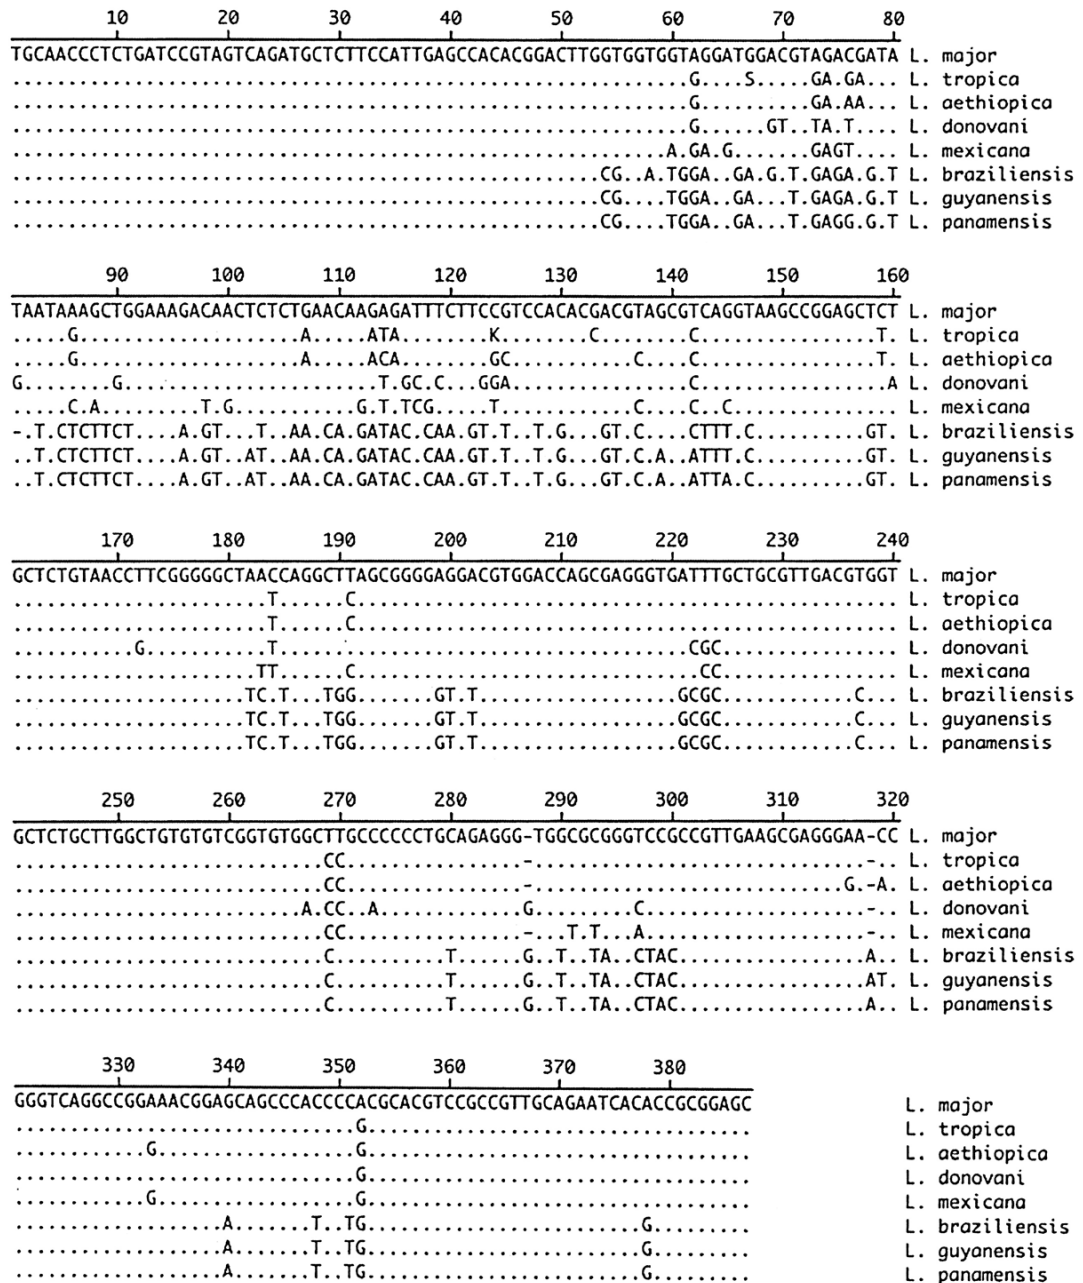 10 20 30 40 50 60 70 80
TGCAACCCTCTGATCCGTAGTCAGATGCTCTTCCATTGAGCCACACGGACTTGGTGGTGGTAGGATGGACGTAGACGATA L. major
.............................................................G....S.....GA.GA... L. tropica
.............................................................G..........GA.AA... L. aethiopica
.............................................................G......GT..TA.T.... L. donovani
...........................................................A.GA.G.......GAGT.... L. mexicana
.....................................................CG..A.TGGA..GA.G.T.GAGA.G.T L. braziliensis
.....................................................CG....TGGA..GA...T.GAGA.G.T L. guyanensis
.....................................................CG....TGGA..GA...T.GAGG.G.T L. panamensis
90 100 110 120 130 140 150 160
TAATAAAGCTGGAAAGACAACTCTCTGAACAAGAGATTTCTTCCGTCCACACGACGTAGCGTCAGGTAAGCCGGAGCTCT L. major
.....G....................A.....ATA........K........C........C................T. L. tropica
.....G....................A.....ACA........GC...........C....C................T. L. aethiopica
G........G.......................T.GC.C...GGA................C.................A L. donovani
.....C.A.........T.G...........G.T.TCG.....T............C....C..C............... L. mexicana
-.T.CTCTTCT....A.GT...T..AA.CA.GATAC.CAA.GT.T..T.G...GT.C....CTTT.C..........GT. L. braziliensis
..T.CTCTTCT....A.GT..AT..AA.CA.GATAC.CAA.GT.T..T.G...GT.C.A..ATTT.C..........GT. L. guyanensis
..T.CTCTTCT....A.GT..AT..AA.CA.GATAC.CAA.GT.T..T.G...GT.C.A..ATTA.C..........GT. L. panamensis
170 180 190 200 210 220 230 240
GCTCTGTAACCTTCGGGGGCTAACCAGGCTTAGCGGGGAGGACGTGGACCAGCGAGGGTGATTTGCTGCGTTGACGTGGT L. major
.......................T......C................................................. L. tropica
.......................T......C................................................. L. aethiopica
...........G...........T.....................................CGC................ L. donovani
......................TT......C...............................CC................ L. mexicana
.....................TC.T...TGG.......GT.T..................GCGC............C... L. braziliensis
.....................TC.T...TGG.......GT.T..................GCGC............C... L. guyanensis
.....................TC.T...TGG.......GT.T..................GCGC............C... L. panamensis
250 260 270 280 290 300 310 320
GCTCTGCTTGGCTGTGTGTCGGTGTGGCTTGCCCCCCTGCAGAGGG-TGGCGCGGGTCCGCCGTTGAAGCGAGGGAA-CC L. major
............................CC................-..............................-.. L. tropica
............................CC................-............................G.-A. L. aethiopica
..........................A.CC..A.............G.........C....................-.. L. donovani
............................CC................-...T.T...A....................-.. L. mexicana
............................C..........T......G..T..TA..CTAC.................A.. L. braziliensis
............................C..........T......G..T..TA..CTAC.................AT. L. guyanensis
............................C..........T......G..T..TA..CTAC.................A.. L. panamensis
330 340 350 360 370 380
GGGTCAGGCCGGAAACGGAGCAGCCCACCCCACGCACGTCCGCCGTTGCAGAATCACACCGCGGAGC L. major
...............................G................................... L. tropica
............G..................G................................... L. aethiopica
...............................G................................... L. donovani
............G..................G................................... L. mexicana
...................A.......T..TG.........................G......... L. braziliensis
...................A.......T..TG.........................G......... L. guyanensis
...................A.......T..TG.........................G......... L. panamensis